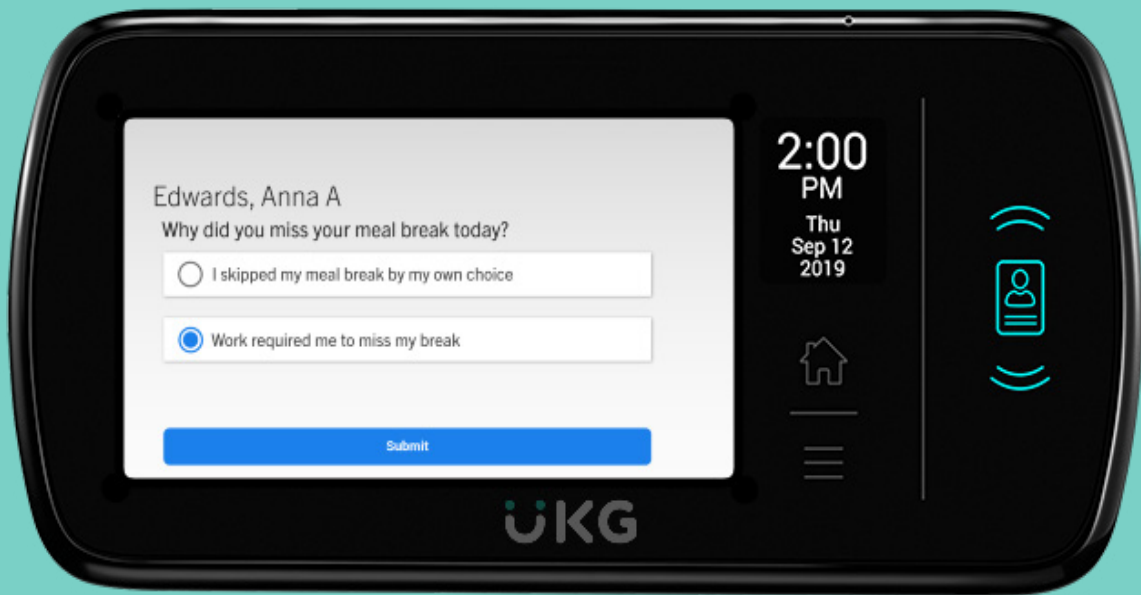 Edwards, Anna A
Why did you miss your meal break today?
I skipped my meal break by my own choice
Work required me to miss my break
Submit
2:00
PM
Thu
Sep 12
2019
UKG